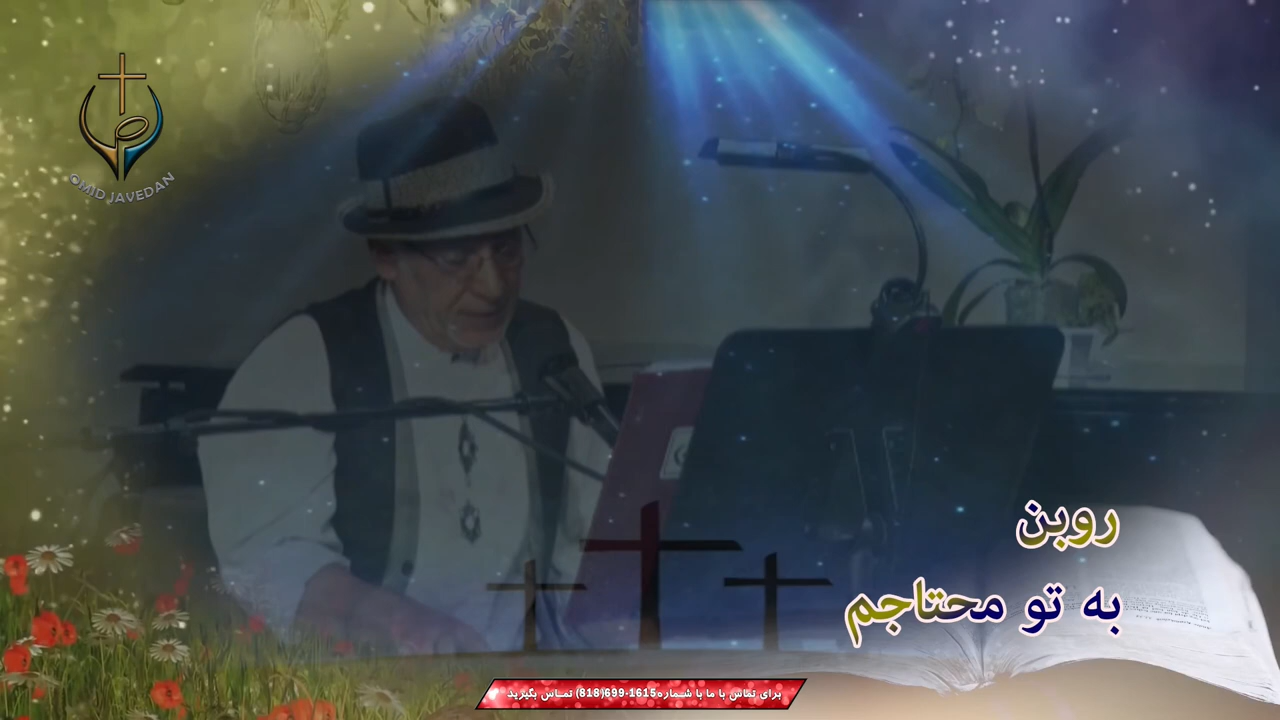 OMID JAVEDAN
روبن
به تو محتاجم
برای تماس با ما با شماره 1615-699(818) تماس بگیرید